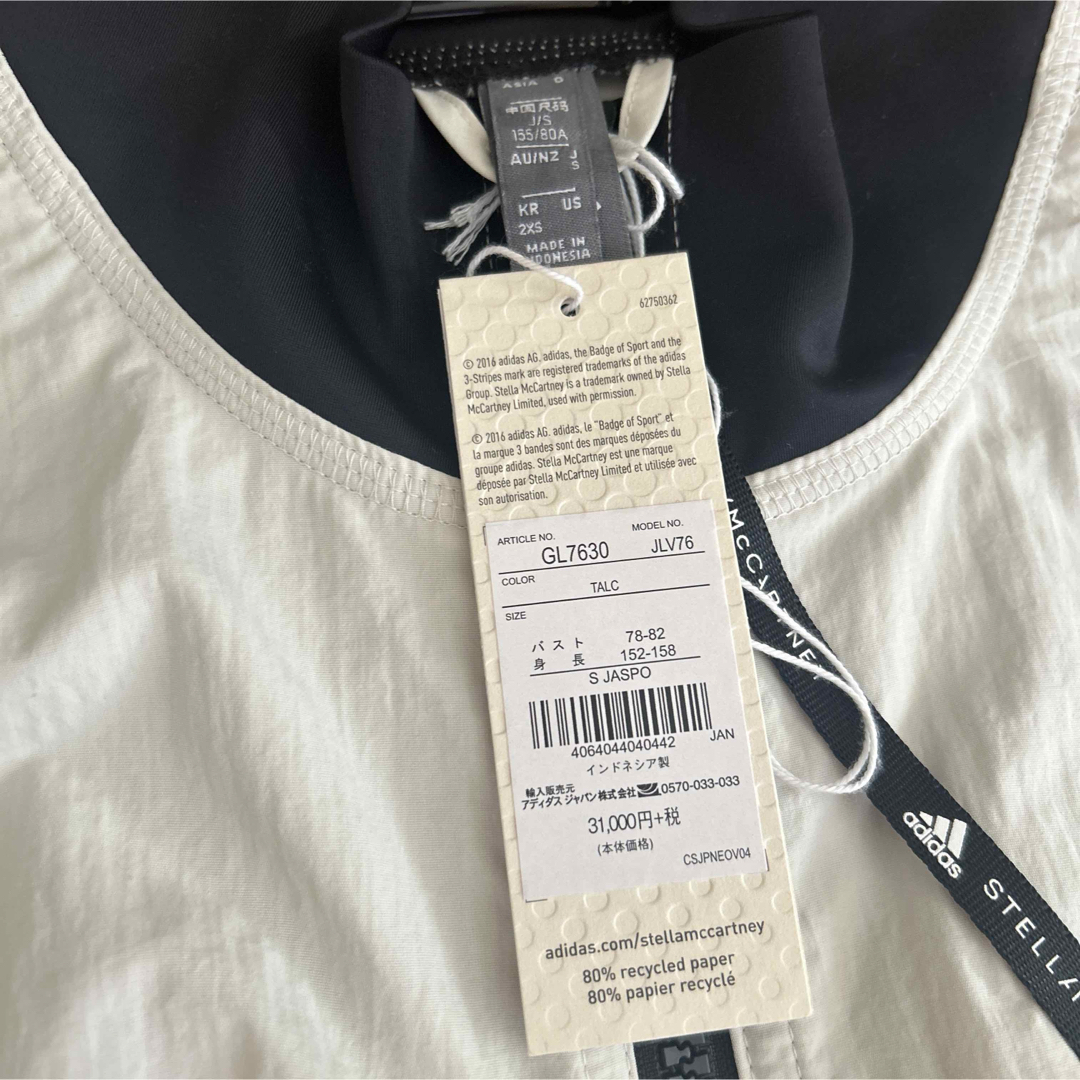 中国尺码
J/S
155/80A
AU/NZ J
S
KR US
2XS
MADE IN
INDONESIA
62750362
© 2016 adidas AG. adidas, the Badge of Sport and the
3-Stripes mark are registered trademarks of the adidas
Group. Stella McCartney is a trademark owned by Stella
McCartney Limited, used with permission.
© 2016 adidas AG. adidas, le "Badge of Sport" et
la marque 3 bandes sont des marques déposées du
groupe adidas. Stella McCartney est une marque
déposée par Stella McCartney Limited et utilisée avec
son autorisation.
ARTICLE NO. MODEL NO.
GL7630 JLV76
COLOR
TALC
SIZE
バスト 78-82
身長 152-158
S JASPO
4064044040442 JAN
インドネシア製
輸入販売元
アディダス ジャパン株式会社 0570-033-033
31,000円+税
(本体価格)
CSJPNEOV04
adidas.com/stellamccartney
80% recycled paper
80% papier recyclé
McCARTNEY
adidas
STELLA